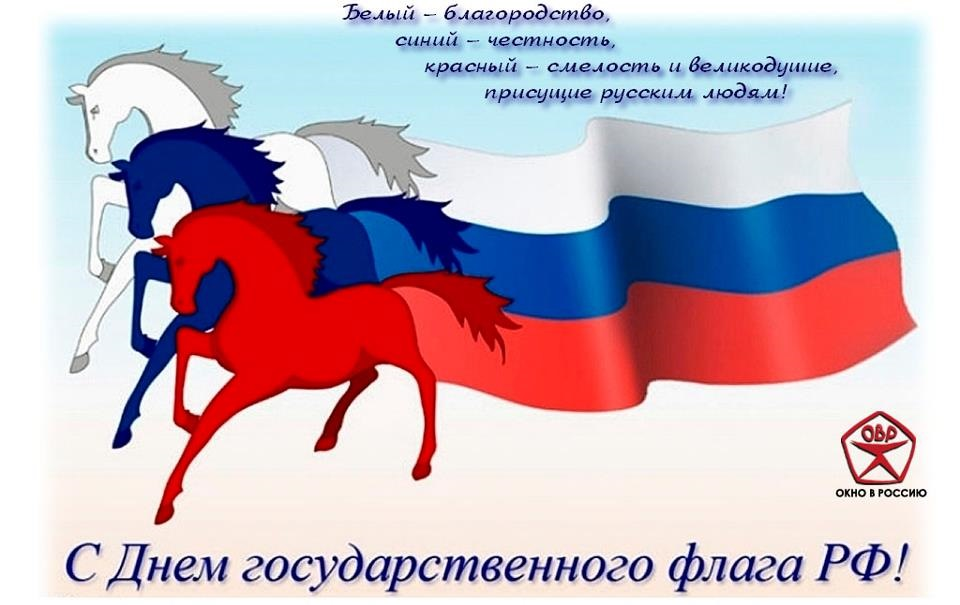 Белый – благородство,
синий – честность,
красный – смелость и великодушие,
присущие русским людям!
ОВР
ОКНО В РОССИЮ
С Днем государственного флага РФ!